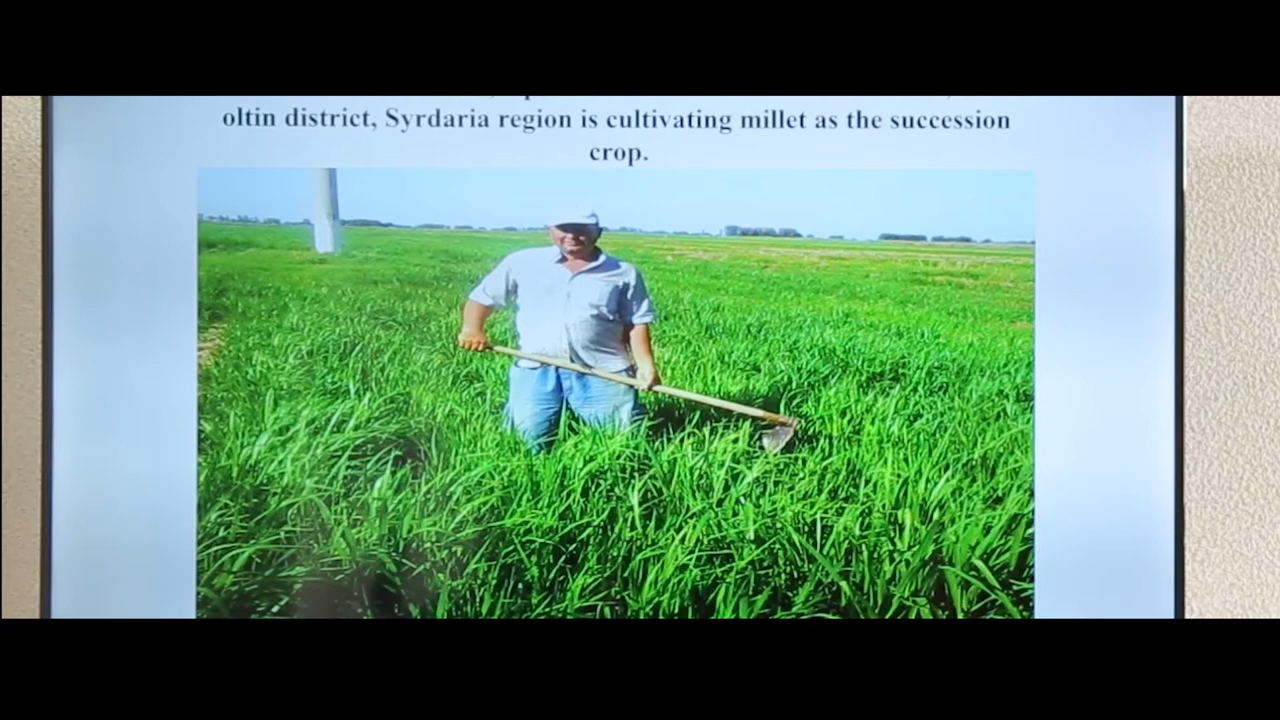 oltin district, Syrdaria region is cultivating millet as the succession
crop.